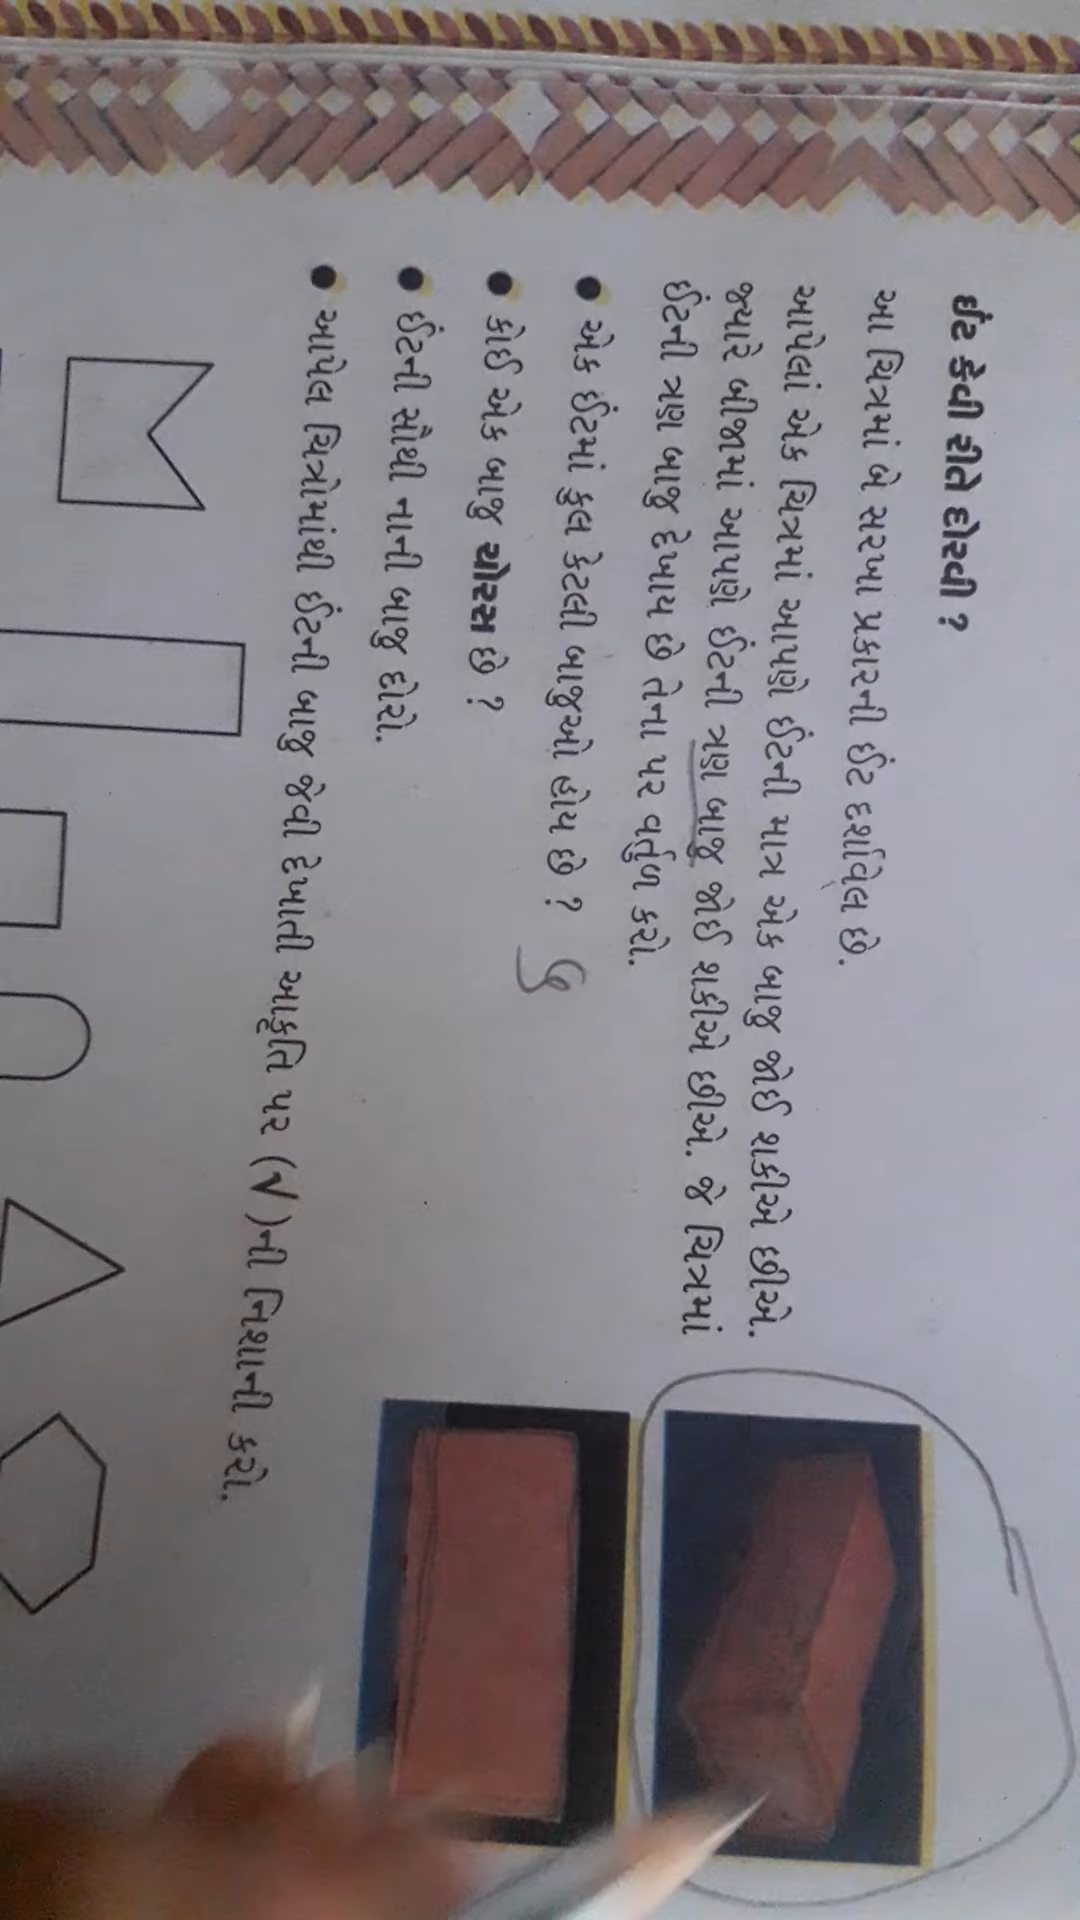 ઈંટ કેવી રીતે દોરવી ?
આ ચિત્રમાં બે સરખા પ્રકારની ઈંટ દર્શાવેલ છે.
આપેલાં એક ચિત્રમાં આપણે ઈંટની માત્ર એક બાજુ જોઈ શકીએ છીએ.
જ્યારે બીજામાં આપણે ઈંટની ત્રણ બાજુ જોઈ શકીએ છીએ. જે ચિત્રમાં
ઈંટની ત્રણ બાજુ દેખાય છે તેના પર વર્તુળ કરો.
● એક ઈંટમાં કુલ કેટલી બાજુઓ હોય છે ? ૬
● કોઈ એક બાજુ ચોરસ છે ?
● ઈંટની સૌથી નાની બાજુ દોરો.
● આપેલ ચિત્રોમાંથી ઈંટની બાજુ જેવી દેખાતી આકૃતિ પર (√)ની નિશાની કરો.